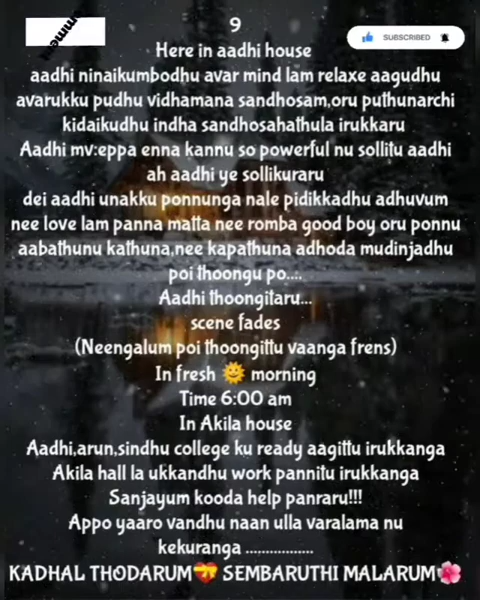 9
SUBSCRIBED
Here in aadhi house
aadhi ninaikumbodhu avar mind lam relaxe aagudhu
avarukku pudhu vidhamana sandhosam,oru puthunarchi
kidaikudhu indha sandhosahathula irukkaru
Aadhi mv:eppa enna kannu so powerful nu sollitu aadhi
ah aadhi ye sollikuraru
dei aadhi unakku ponnunga nale pidikkadhu adhuvum
nee love lam panna matta nee romba good boy oru ponnu
aabathunu kathuna,nee kapathuna adhoda mudinjadhu
poi thoongu po....
Aadhi thoongitaru...
scene fades
(Neengalum poi thoongittu vaanga frens)
In fresh 🌞 morning
Time 6:00 am
In Akila house
Aadhi,arun,sindhu college ku ready aagittu irukkanga
Akila hall la ukkandhu work pannitu irukkanga
Sanjayum kooda help panraru!!!
Appo yaaro vandhu naan ulla varalama nu
kekuranga .................
KADHAL THODARUM💝 SEMBARUTHI MALARUM🌺